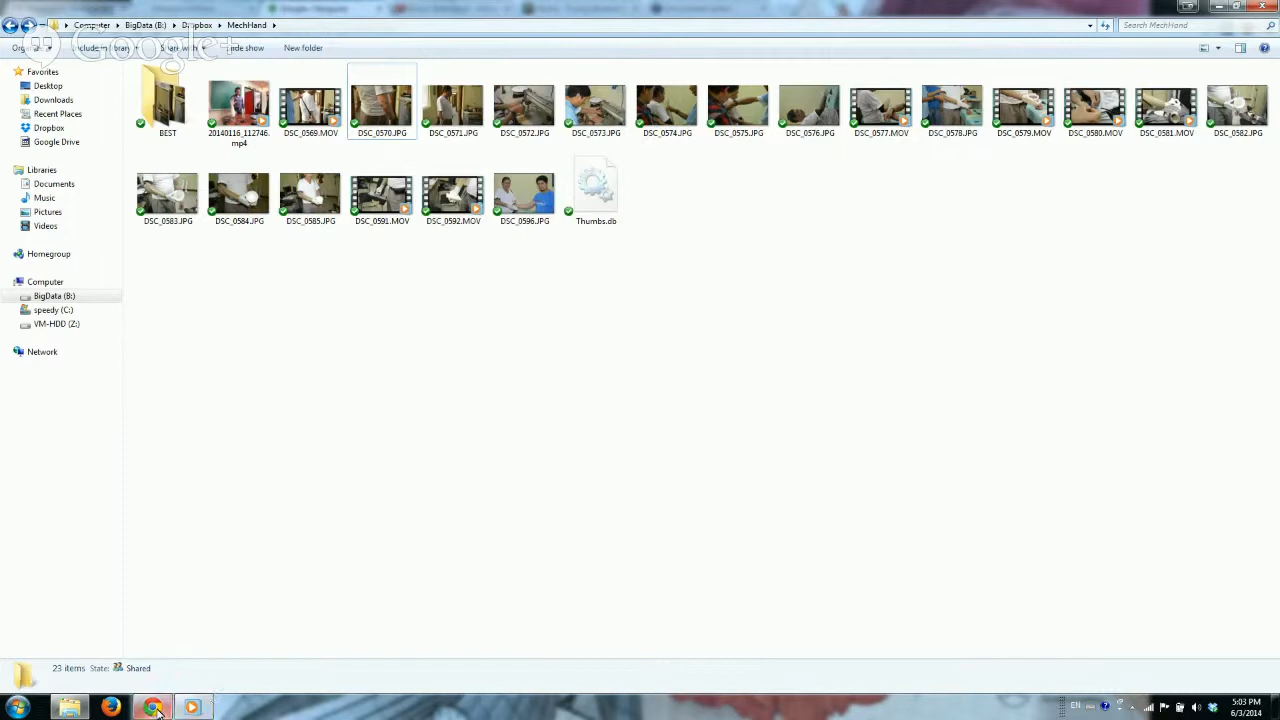 Computer BigData (B:) Dropbox MechHand
Search MechHand
Google+
Share with
New folder
Favorites
Desktop
Downloads
Recent Places
Dropbox
Google Drive
Libraries
Documents
Music
Pictures
Videos
Homegroup
Computer
BigData (B:)
speedy (C:)
VM-HDD (Z:)
Network
BEST
20140116_112746.
mp4
DSC_0569.MOV
DSC_0570.JPG
DSC_0571.JPG
DSC_0572.JPG
DSC_0573.JPG
DSC_0574.JPG
DSC_0575.JPG
DSC_0576.JPG
DSC_0577.MOV
DSC_0578.JPG
DSC_0579.MOV
DSC_0580.MOV
DSC_0581.MOV
DSC_0582.JPG
DSC_0583.JPG
DSC_0584.JPG
DSC_0585.JPG
DSC_0591.MOV
DSC_0592.MOV
DSC_0596.JPG
Thumbs.db
23 items State: Shared
EN
5:03 PM
6/3/2014